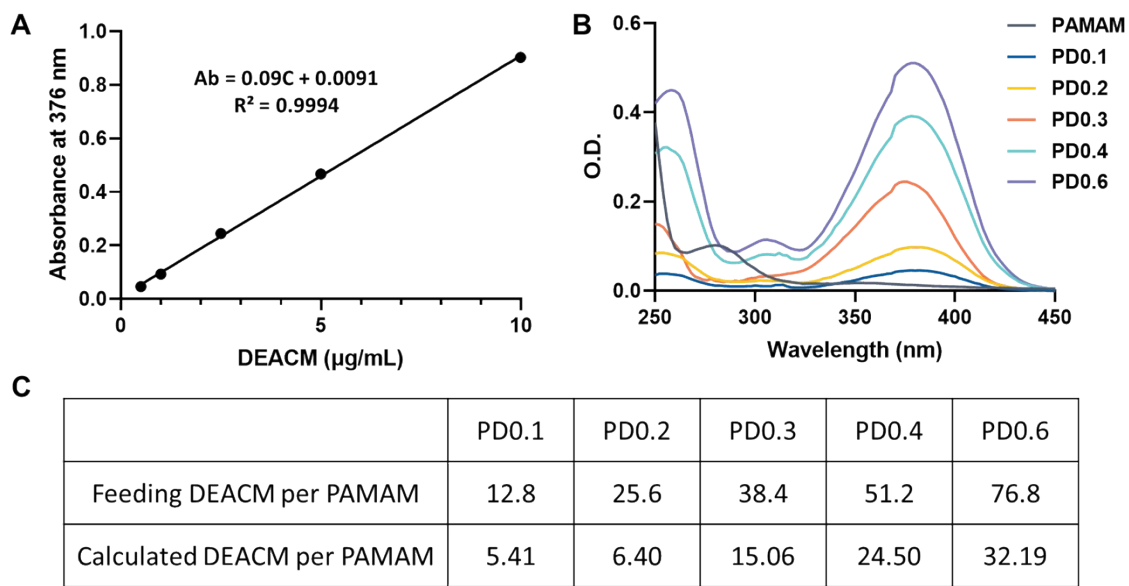 A
Absorbance at 376 nm
1.0
0.8
0.6
0.4
0.2
0.0
Ab = 0.09C + 0.0091
R² = 0.9994
0
5
10
DEACM (µg/mL)
B
O.D.
0.6
0.4
0.2
0.0
250
300
350
400
450
Wavelength (nm)
PAMAM
PD0.1
PD0.2
PD0.3
PD0.4
PD0.6
C
PD0.1 PD0.2 PD0.3 PD0.4 PD0.6
Feeding DEACM per PAMAM 12.8 25.6 38.4 51.2 76.8
Calculated DEACM per PAMAM 5.41 6.40 15.06 24.50 32.19